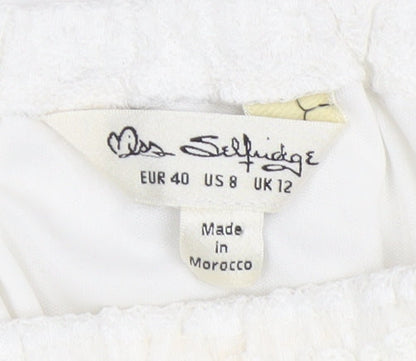 Miss Selfridge
EUR 40 US 8 UK 12
Made
in
Morocco